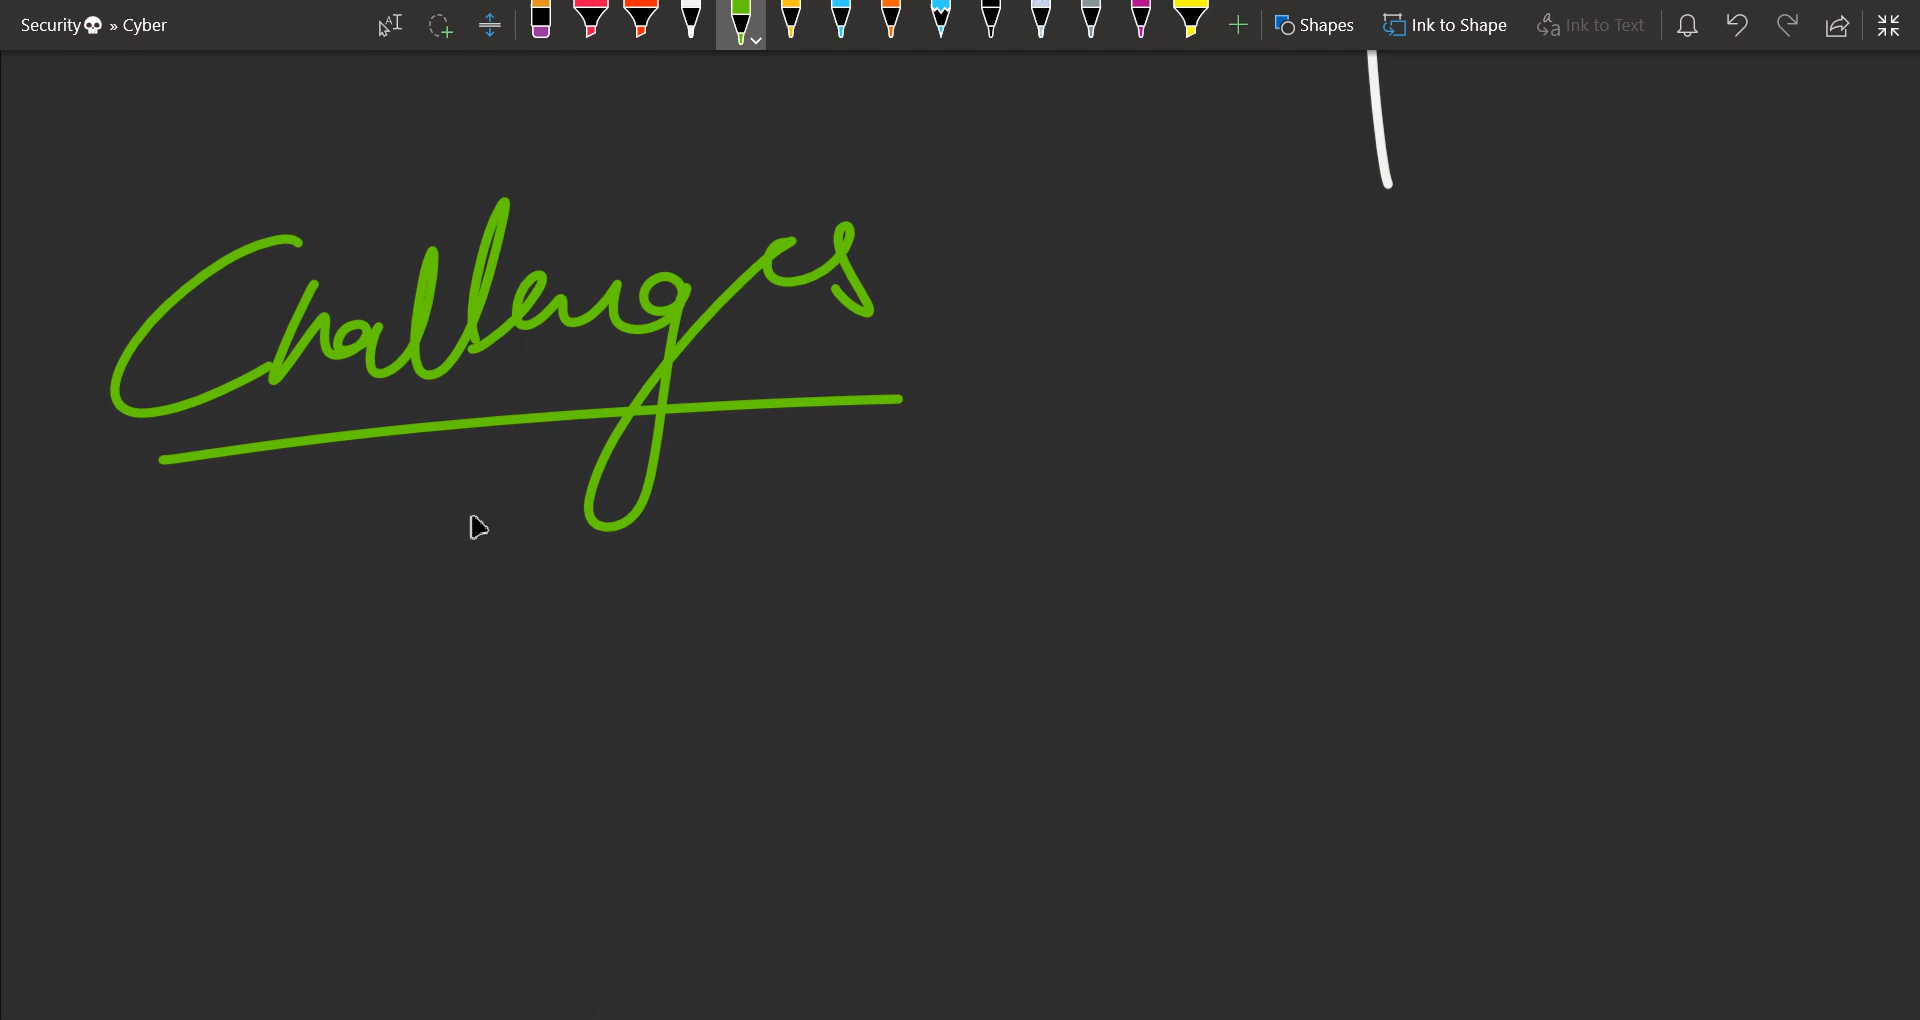 Security💀 » Cyber
Shapes
Ink to Shape
Ink to Text
Challenges